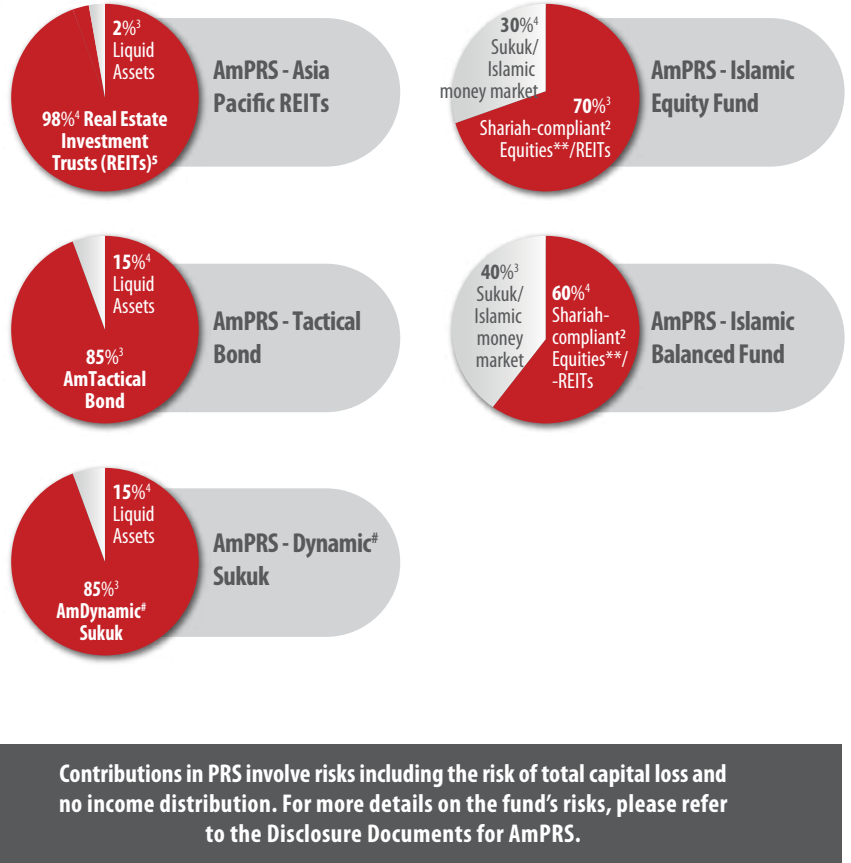 2%³
Liquid
Assets
98%⁴ Real Estate
Investment
Trusts (REITs)⁵
AmPRS - Asia
Pacific REITs
30%⁴
Sukuk/
Islamic
money market
70%³
Shariah-compliant²
Equities**/REITs
AmPRS - Islamic
Equity Fund
15%⁴
Liquid
Assets
85%³
AmTactical
Bond
AmPRS - Tactical
Bond
40%³
Sukuk/
Islamic
money
market
60%⁴
Shariah-
compliant²
Equities**/
-REITs
AmPRS - Islamic
Balanced Fund
15%⁴
Liquid
Assets
85%³
AmDynamic#
Sukuk
AmPRS - Dynamic#
Sukuk
Contributions in PRS involve risks including the risk of total capital loss and
no income distribution. For more details on the fund's risks, please refer
to the Disclosure Documents for AmPRS.